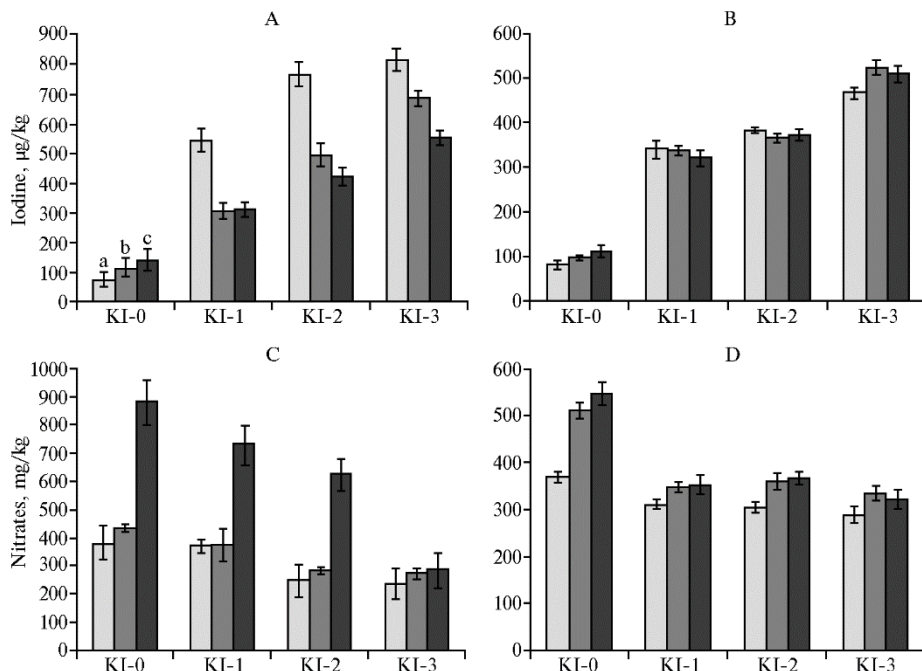 A
B
Iodine, μg/kg
900
800
700
600
500
400
300
200
100
0
a
b
c
KI-0
KI-1
KI-2
KI-3
600
500
400
300
200
100
0
KI-0
KI-1
KI-2
KI-3
C
D
Nitrates, mg/kg
1000
900
800
700
600
500
400
300
200
100
0
KI-0
KI-1
KI-2
KI-3
600
500
400
300
200
100
0
KI-0
KI-1
KI-2
KI-3